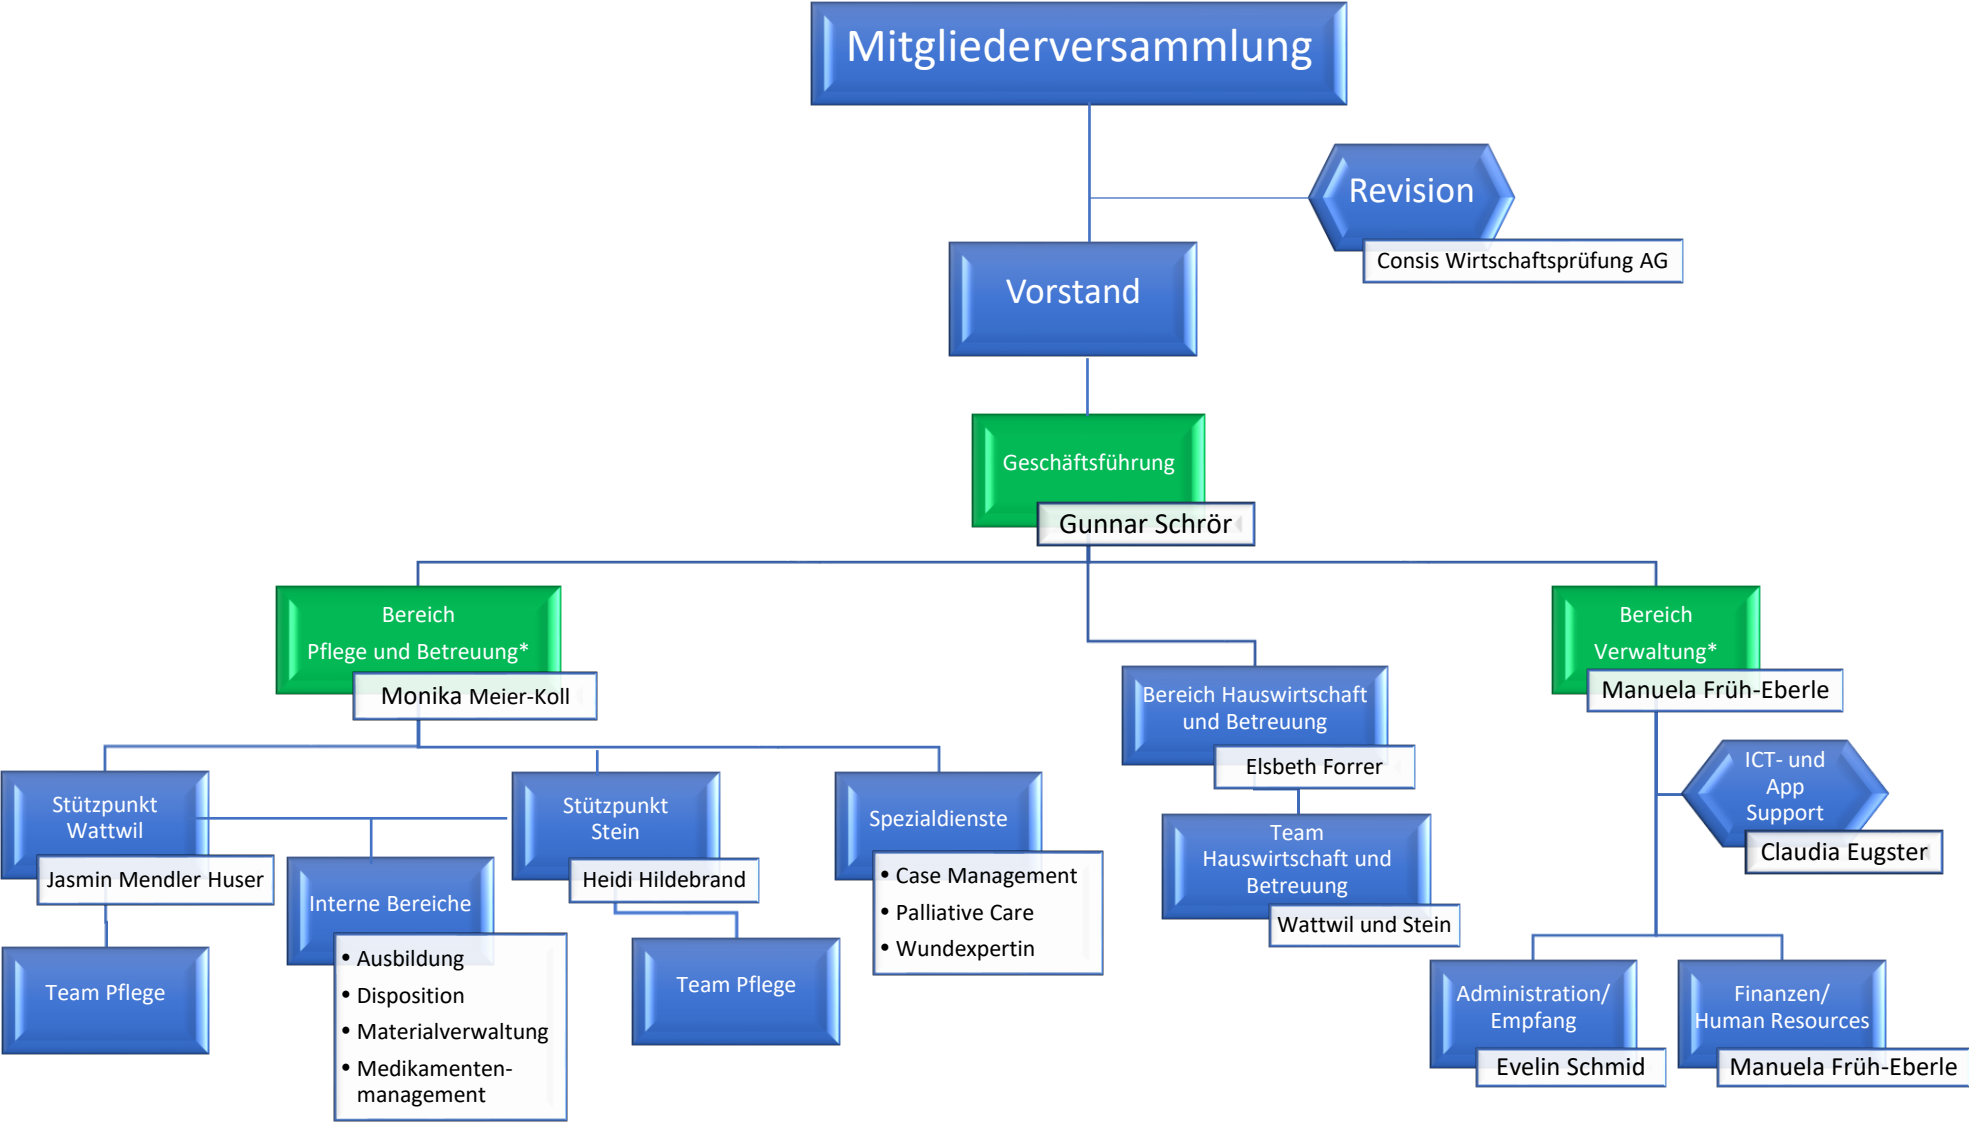 Mitgliederversammlung
Revision
Consis Wirtschaftsprüfung AG
Vorstand
Geschäftsführung
Gunnar Schrör
Bereich
Pflege und Betreuung*
Monika Meier-Koll
Bereich Hauswirtschaft
und Betreuung
Elsbeth Forrer
Bereich
Verwaltung*
Manuela Früh-Eberle
Stützpunkt
Wattwil
Jasmin Mendler Huser
Team Pflege
Interne Bereiche
• Ausbildung
• Disposition
• Materialverwaltung
• Medikamenten-
management
Stützpunkt
Stein
Heidi Hildebrand
Team Pflege
Spezialdienste
• Case Management
• Palliative Care
• Wundexpertin
Team
Hauswirtschaft und
Betreuung
Wattwil und Stein
ICT- und
App
Support
Claudia Eugster
Administration/
Empfang
Evelin Schmid
Finanzen/
Human Resources
Manuela Früh-Eberle